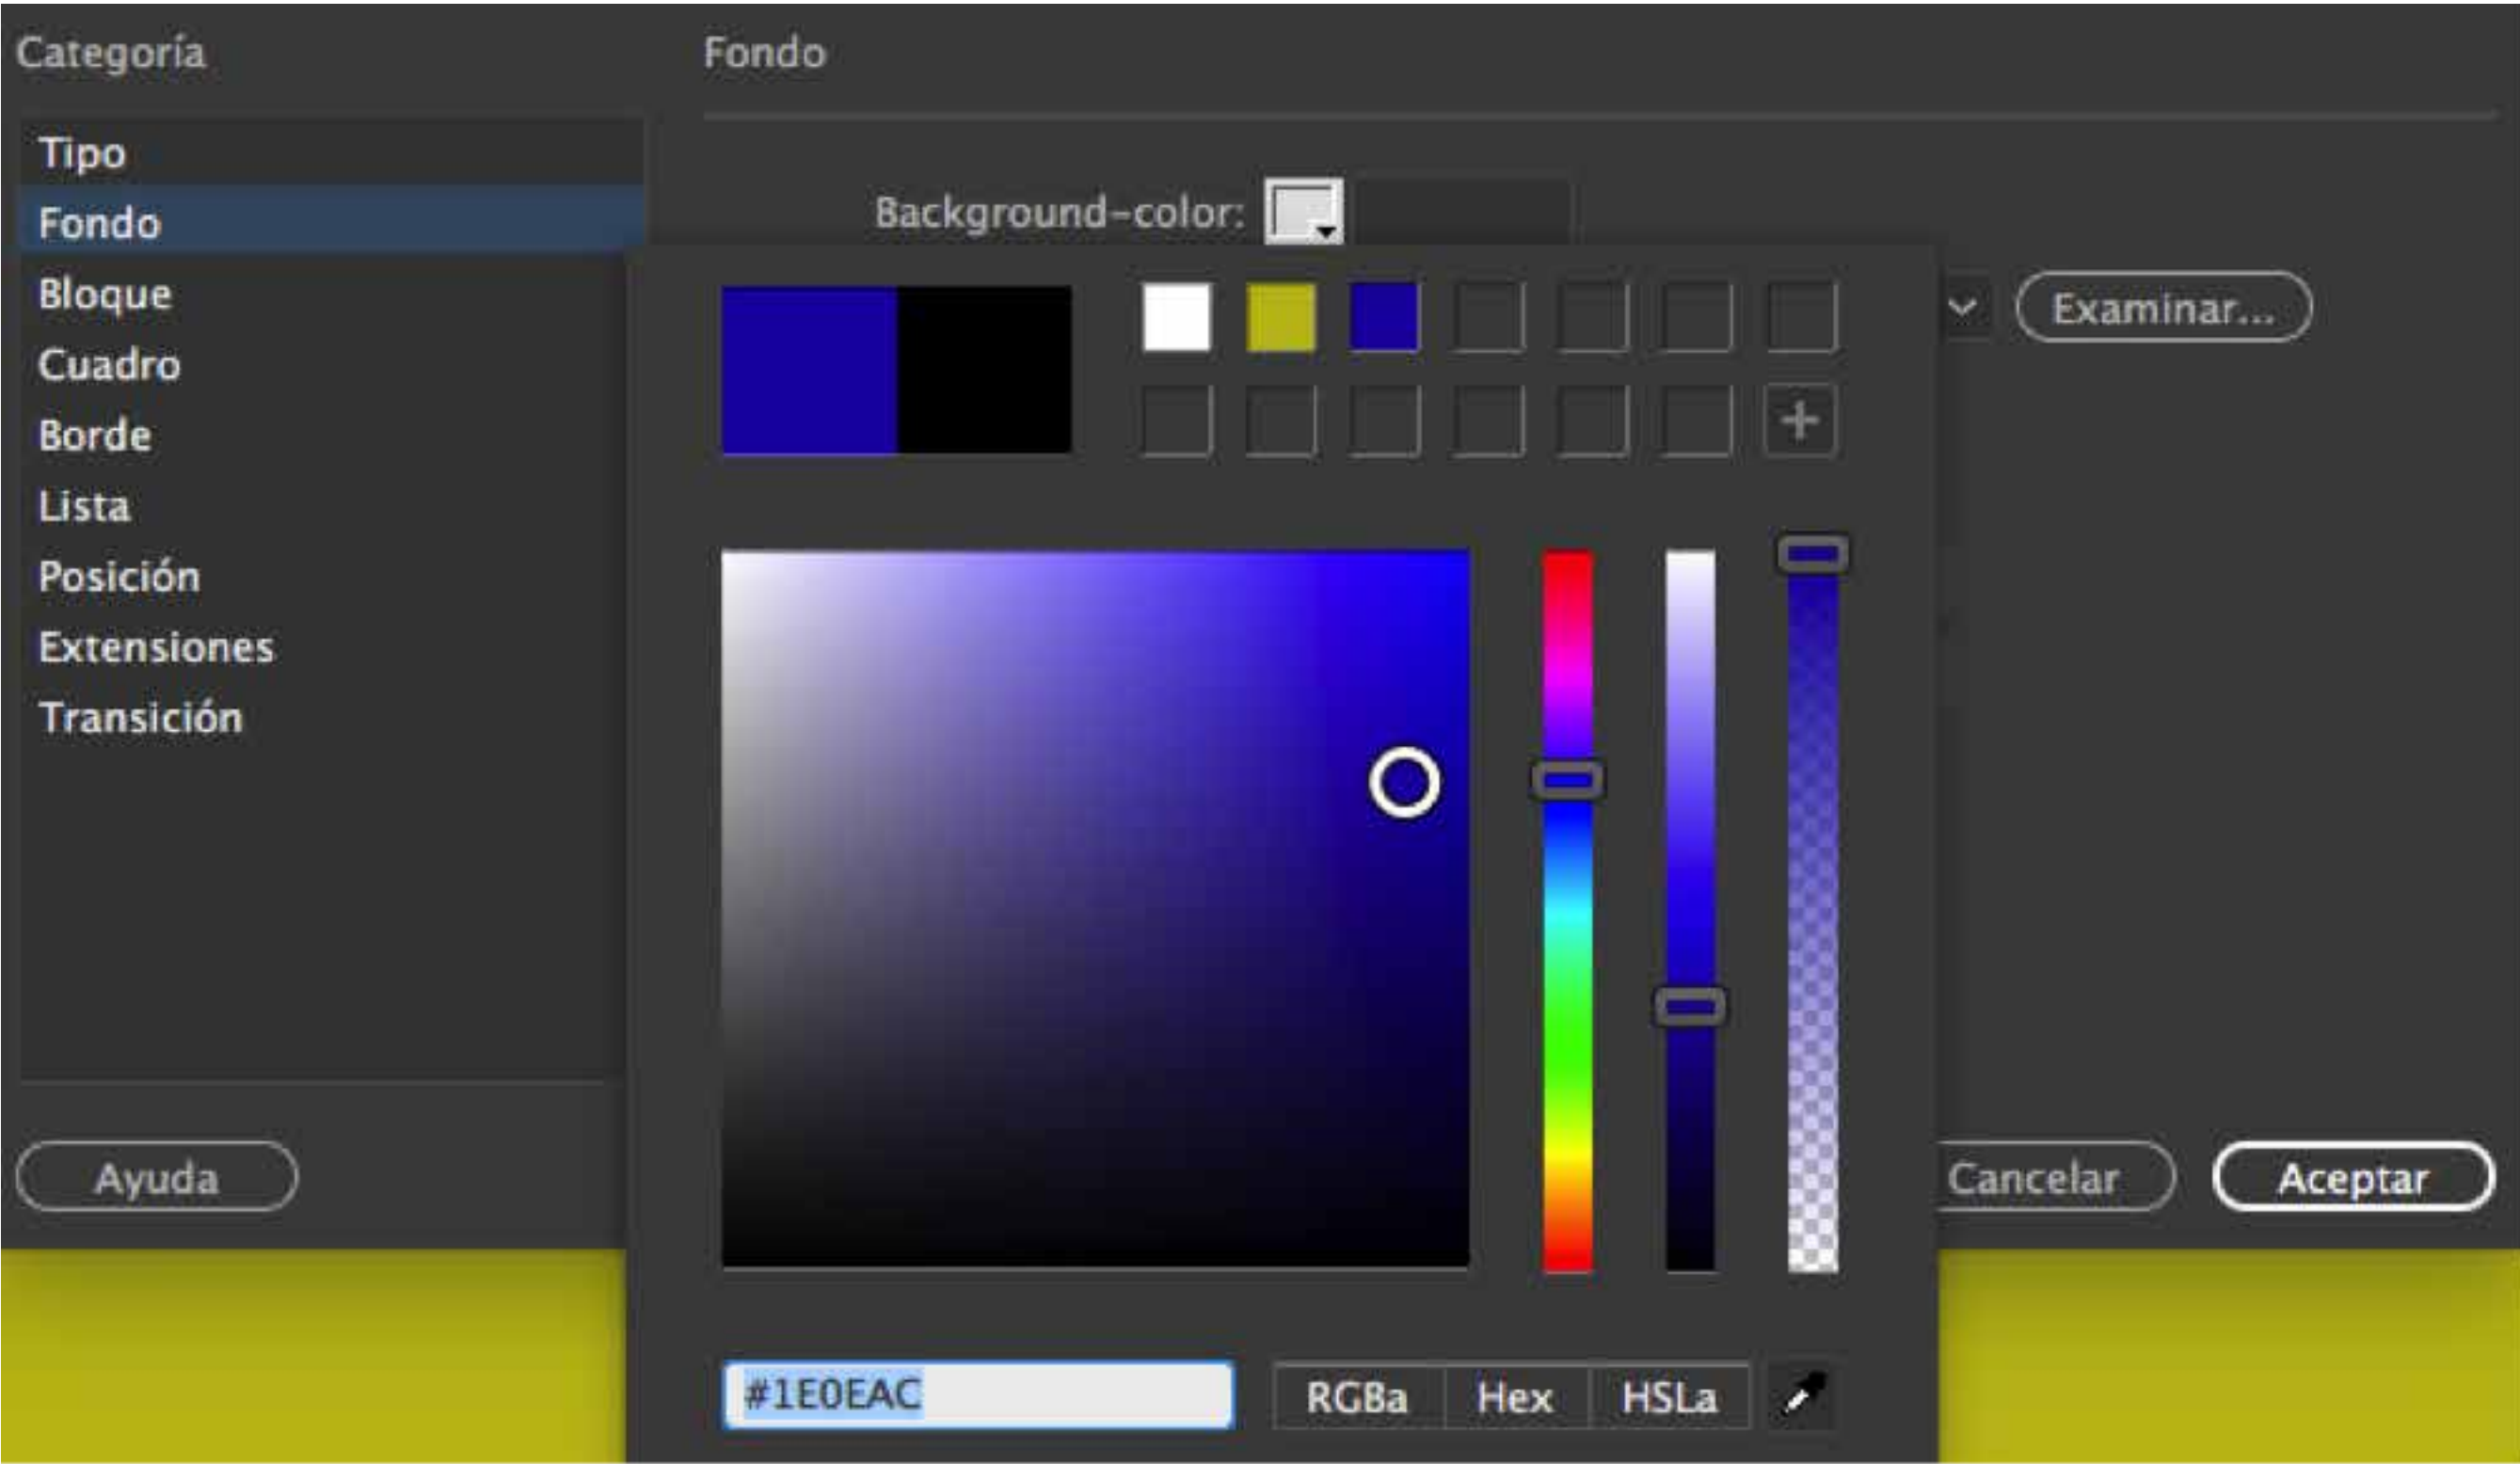 Categoría
Fondo
Tipo
Fondo
Bloque
Cuadro
Borde
Lista
Posición
Extensiones
Transición
Background-color:
Examinar...
#1E0EAC
RGBa
Hex
HSLa
Ayuda
Cancelar
Aceptar